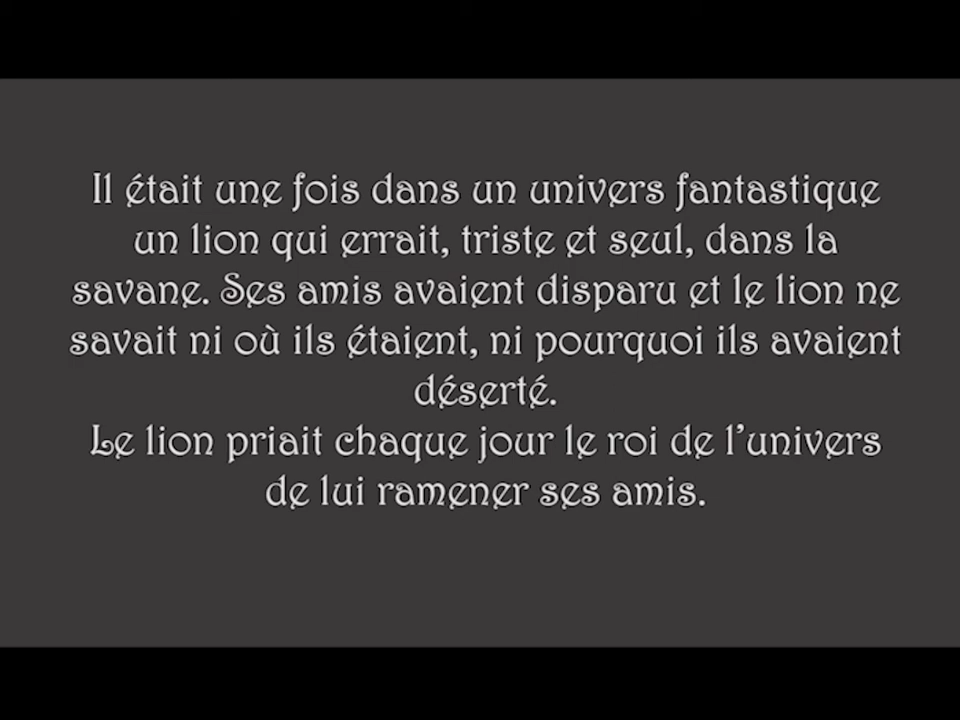 Il était une fois dans un univers fantastique
un lion qui errait, triste et seul, dans la
savane. Ses amis avaient disparu et le lion ne
savait ni où ils étaient, ni pourquoi ils avaient
déserté.
Le lion priait chaque jour le roi de l'univers
de lui ramener ses amis.